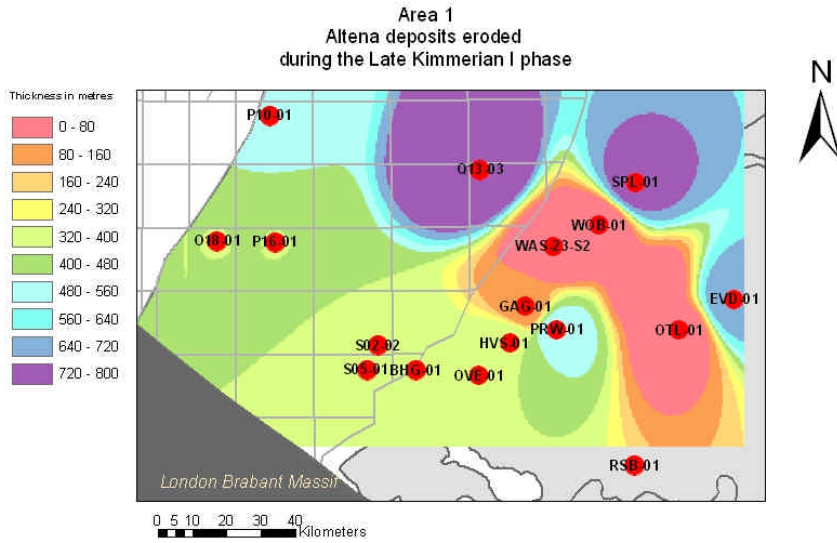 Area 1
Altena deposits eroded
during the Late Kimmerian I phase
N
Thickness in metres
0 - 80
80 - 160
160 - 240
240 - 320
320 - 400
400 - 480
480 - 560
560 - 640
640 - 720
720 - 800
P10-01
Q13-03
SPL-01
WOB-01
O18-01
P16-01
WAS-23-S2
EVD-01
GAG-01
PRW-01
OTL-01
S02-02
HVS-01
S05-01
BHG-01
OVE-01
RSB-01
London Brabant Massif
0 5 10 20 30 40
Kilometers